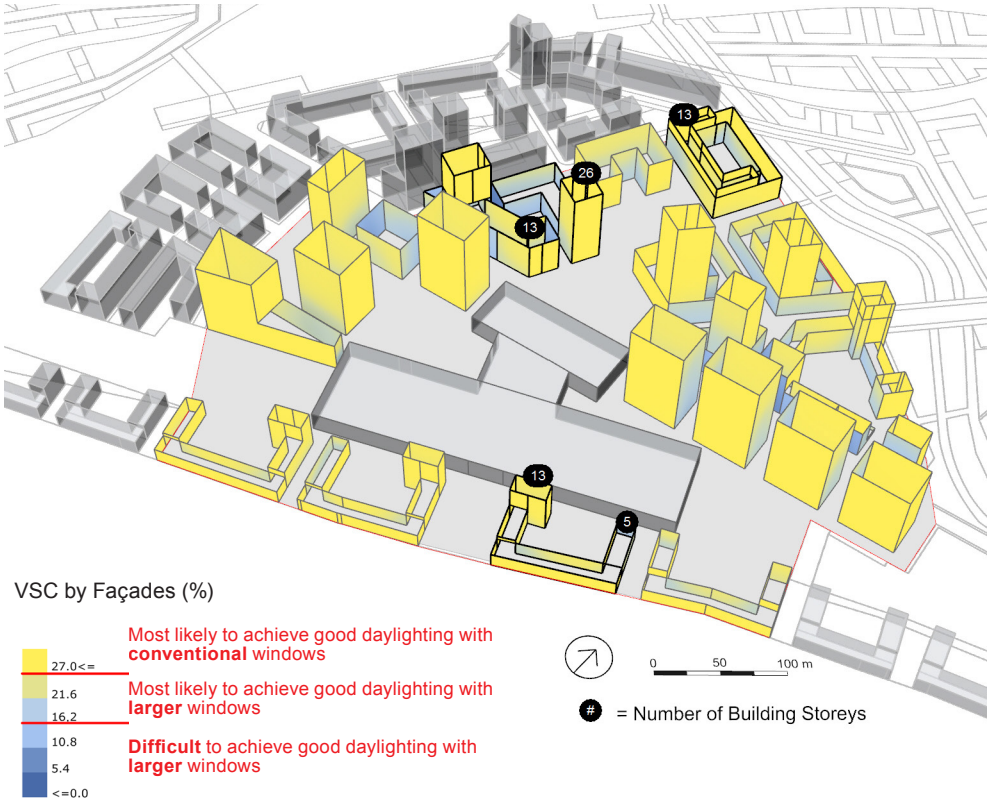 13
26
13
13
5
VSC by Façades (%)
Most likely to achieve good daylighting with
conventional windows
27.0<=
21.6
Most likely to achieve good daylighting with
larger windows
16,2
10.8
5.4
<=0.0
Difficult to achieve good daylighting with
larger windows
0 50 100 m
# = Number of Building Storeys